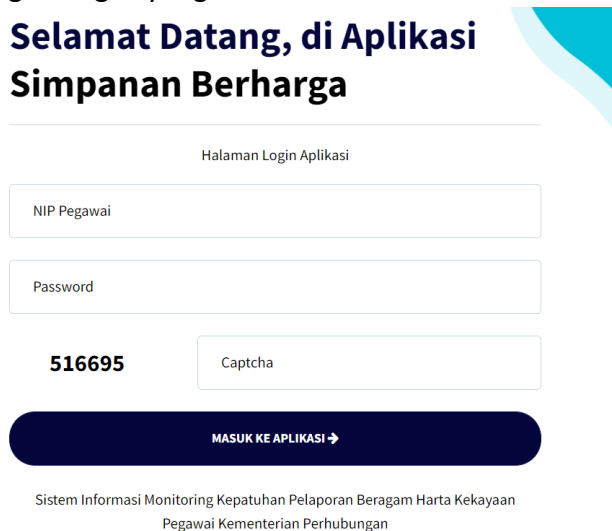 Selamat Datang, di Aplikasi
Simpanan Berharga
Halaman Login Aplikasi
NIP Pegawai
Password
516695
Captcha
MASUK KE APLIKASI →
Sistem Informasi Monitoring Kepatuhan Pelaporan Beragam Harta Kekayaan
Pegawai Kementerian Perhubungan